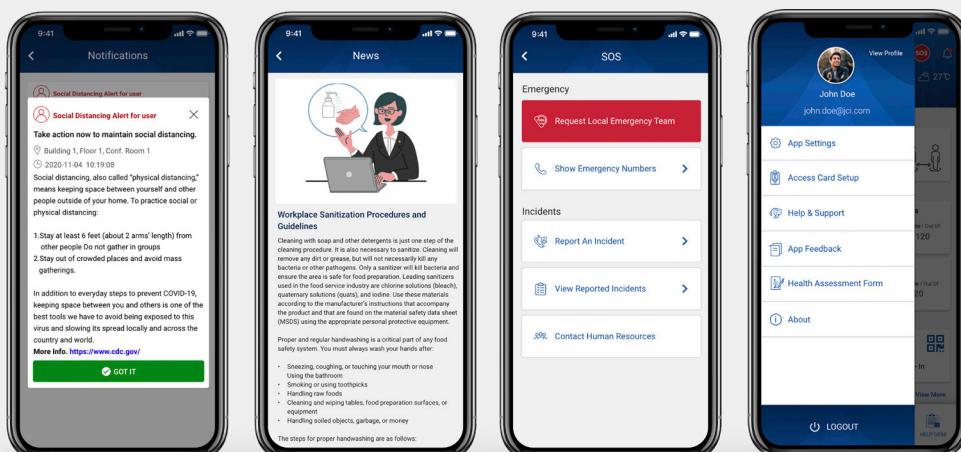 9:41
Notifications
Social Distancing Alert for user
Social Distancing Alert for user
Take action now to maintain social distancing.
Building 1, Floor 1, Conf. Room 1
2020-11-04 10:19:08
Social distancing, also called "physical distancing,"
means keeping space between yourself and other
people outside of your home. To practice social or
physical distancing:
1.Stay at least 6 feet (about 2 arms' length) from
other people Do not gather in groups
2.Stay out of crowded places and avoid mass
gatherings.
In addition to everyday steps to prevent COVID-19,
keeping space between you and others is one of the
best tools we have to avoid being exposed to this
virus and slowing its spread locally and across the
country and world.
More Info. https://www.cdc.gov/
GOT IT
9:41
News
Workplace Sanitization Procedures and
Guidelines
Cleaning with soap and other detergents is just one step of the
cleaning procedure. It is also necessary to sanitize. Cleaning will
remove any dirt or grease, but will not necessarily kill any
bacteria or other pathogens. Only a sanitizer will kill bacteria and
ensure the area is safe for food preparation. Leading sanitizers
used in the food service industry are chlorine solutions (bleach),
quaternary solutions (quats), and iodine. Use these materials
according to the manufacturer's instructions that accompany
the product and that are found on the material safety data sheet
(MSDS) using the appropriate personal protective equipment.
Proper and regular handwashing is a critical part of any food
safety system. You must always wash your hands after:
• Sneezing, coughing, or touching your mouth or nose
Using the bathroom
• Smoking or using toothpicks
• Handling raw foods
• Cleaning and wiping tables, food preparation surfaces, or
equipment
• Handling soiled objects, garbage, or money
The steps for proper handwashing are as follows:
9:41
SOS
Emergency
Request Local Emergency Team
Show Emergency Numbers
Incidents
Report An Incident
View Reported Incidents
Contact Human Resources
View Profile
SOS
27°C
John Doe
john.doe@jci.com
App Settings
Access Card Setup
Help & Support
/ Out Of
120
App Feedback
Health Assessment Form
/ Out Of
120
About
- In
View More
LOGOUT
HELP DESK